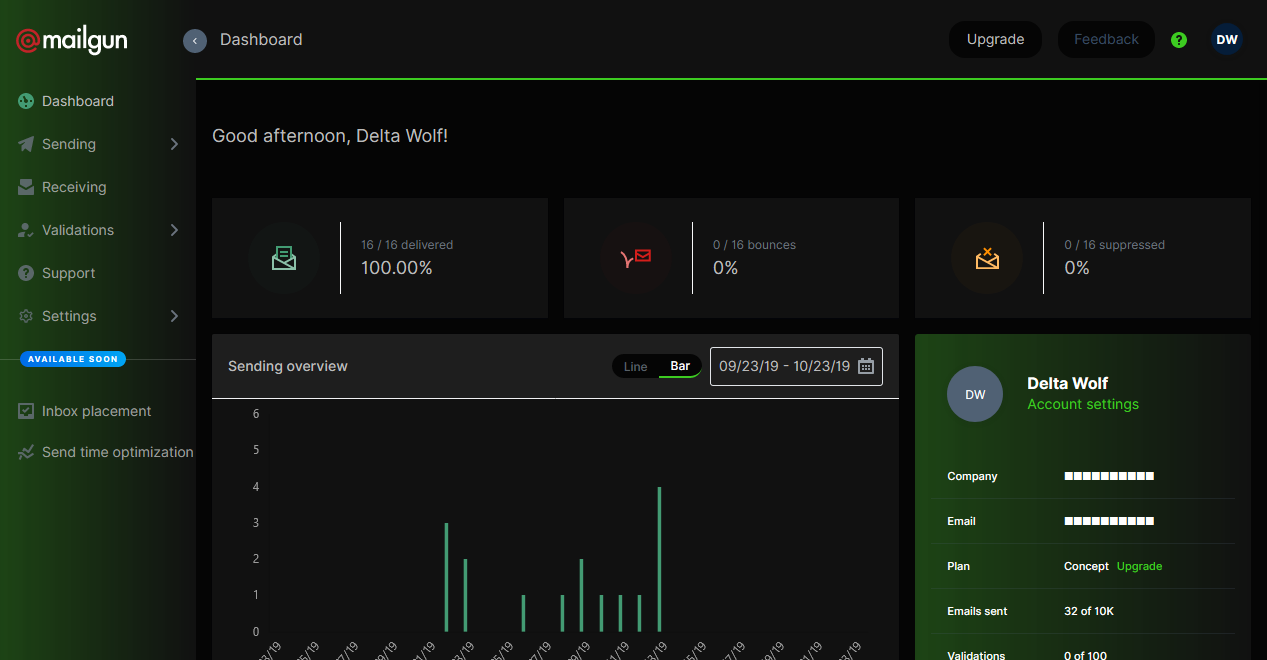 mailgun
Dashboard
Upgrade
Feedback
?
DW
Dashboard
Sending
Receiving
Validations
Support
Settings
AVAILABLE SOON
Inbox placement
Send time optimization
Good afternoon, Delta Wolf!
16 / 16 delivered
100.00%
0 / 16 bounces
0%
0 / 16 suppressed
0%
Sending overview
Line Bar
09/23/19 - 10/23/19
6
5
4
3
2
1
0
DW
Delta Wolf
Account settings
Company ■■■■■■■■■■
Email ■■■■■■■■■■
Plan Concept Upgrade
Emails sent 32 of 10K
Validations 0 of 100